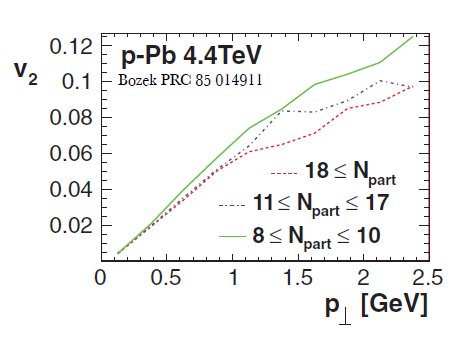 p-Pb 4.4TeV
Bozek PRC 85 014911
v₂
0.12
0.1
0.08
0.06
0.04
0.02
18 ≤ Npart
11 ≤ Npart ≤ 17
8 ≤ Npart ≤ 10
0 0.5 1 1.5 2 2.5
p⊥ [GeV]